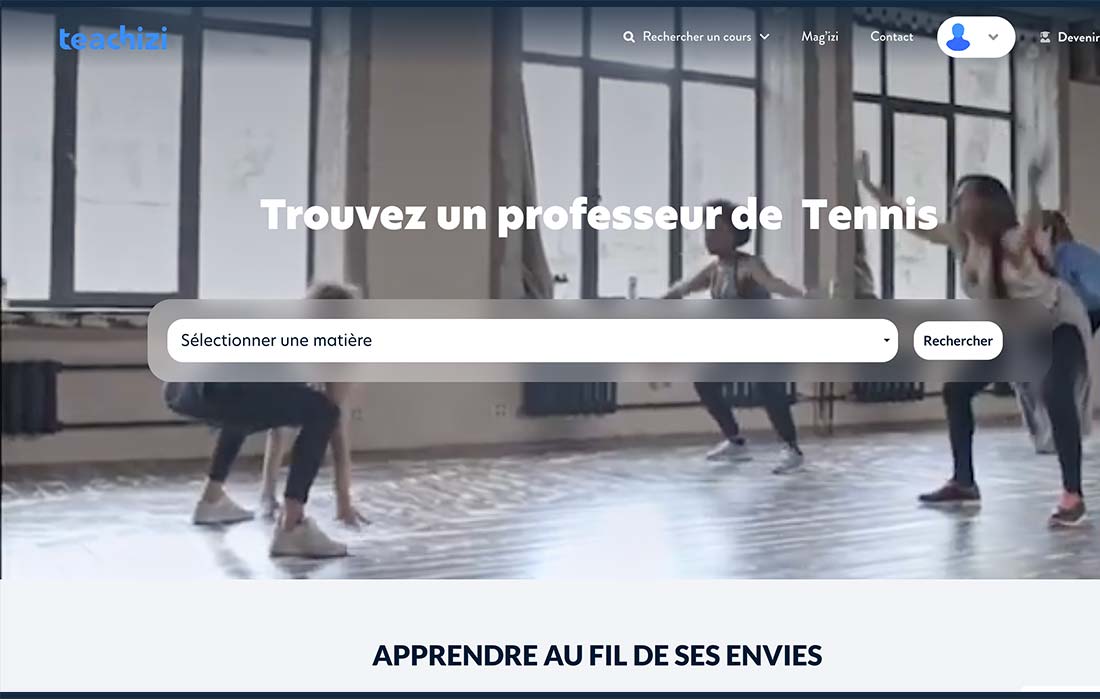 teachizi
Rechercher un cours
Mag'izi
Contact
Devenir
Trouvez un professeur de Tennis
Sélectionner une matière
Rechercher
APPRENDRE AU FIL DE SES ENVIES